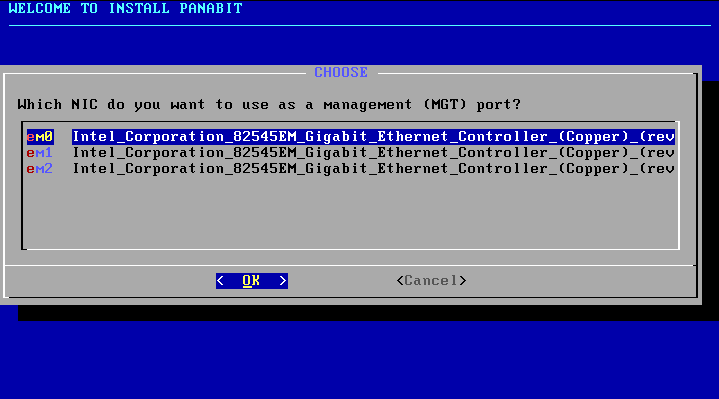 WELCOME TO INSTALL PANABIT
CHOOSE
Which NIC do you want to use as a management (MGT) port?
em0 Intel_Corporation_82545EM_Gigabit_Ethernet_Controller_(Copper)_(rev
em1 Intel_Corporation_82545EM_Gigabit_Ethernet_Controller_(Copper)_(rev
em2 Intel_Corporation_82545EM_Gigabit_Ethernet_Controller_(Copper)_(rev
< OK > <Cancel>